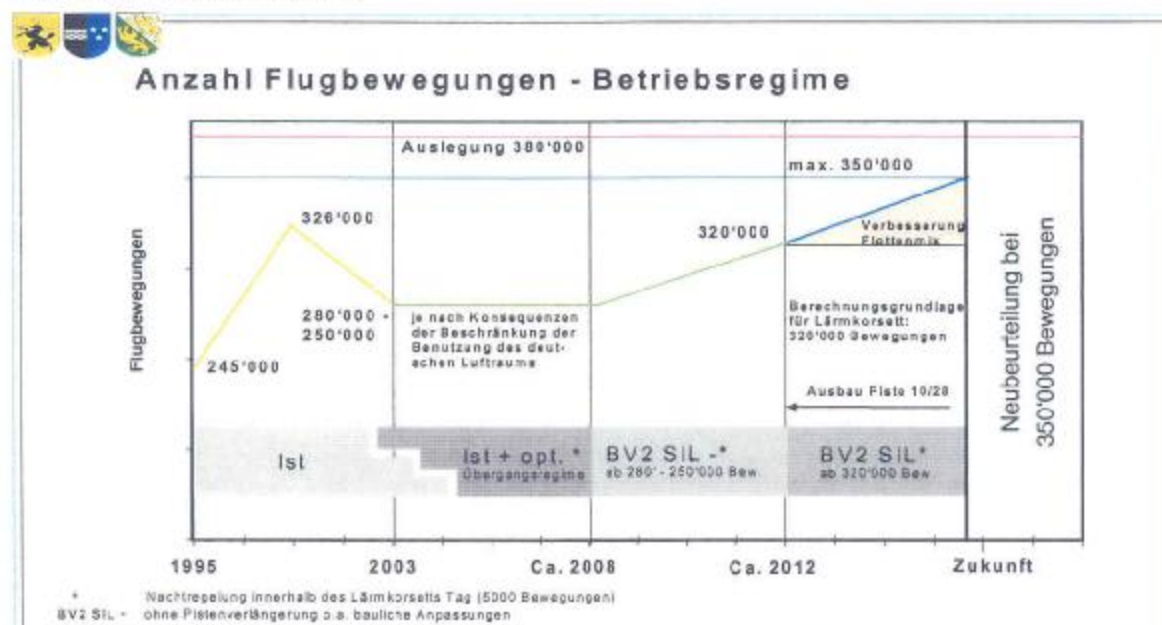 Anzahl Flugbewegungen - Betriebsregime
Auslegung 380'000
max. 350'000
326'000
320'000
Verbesserung
Flottenmix
Flugbewegungen
280'000 -
250'000
je nach Konsequenzen
der Beschränkung der
Benutzung des deut-
schen Luftraums
Berechnungsgrundlage
für Lärmkorsett:
320'000 Bewegungen
245'000
Ausbau Piste 10/28
Neubeurteilung bei
350'000 Bewegungen
Ist
Ist + opt. *
Übergangsregime
BV2 SIL -*
ab 280' - 250'000 Bew.
BV2 SIL*
ab 320'000 Bew.
1995
2003
Ca. 2008
Ca. 2012
Zukunft
* Nachtregelung innerhalb des Lärmkorsetts Tag (5000 Bewegungen)
BV2 SIL - ohne Pistenverlängerung o.a. bauliche Anpassungen